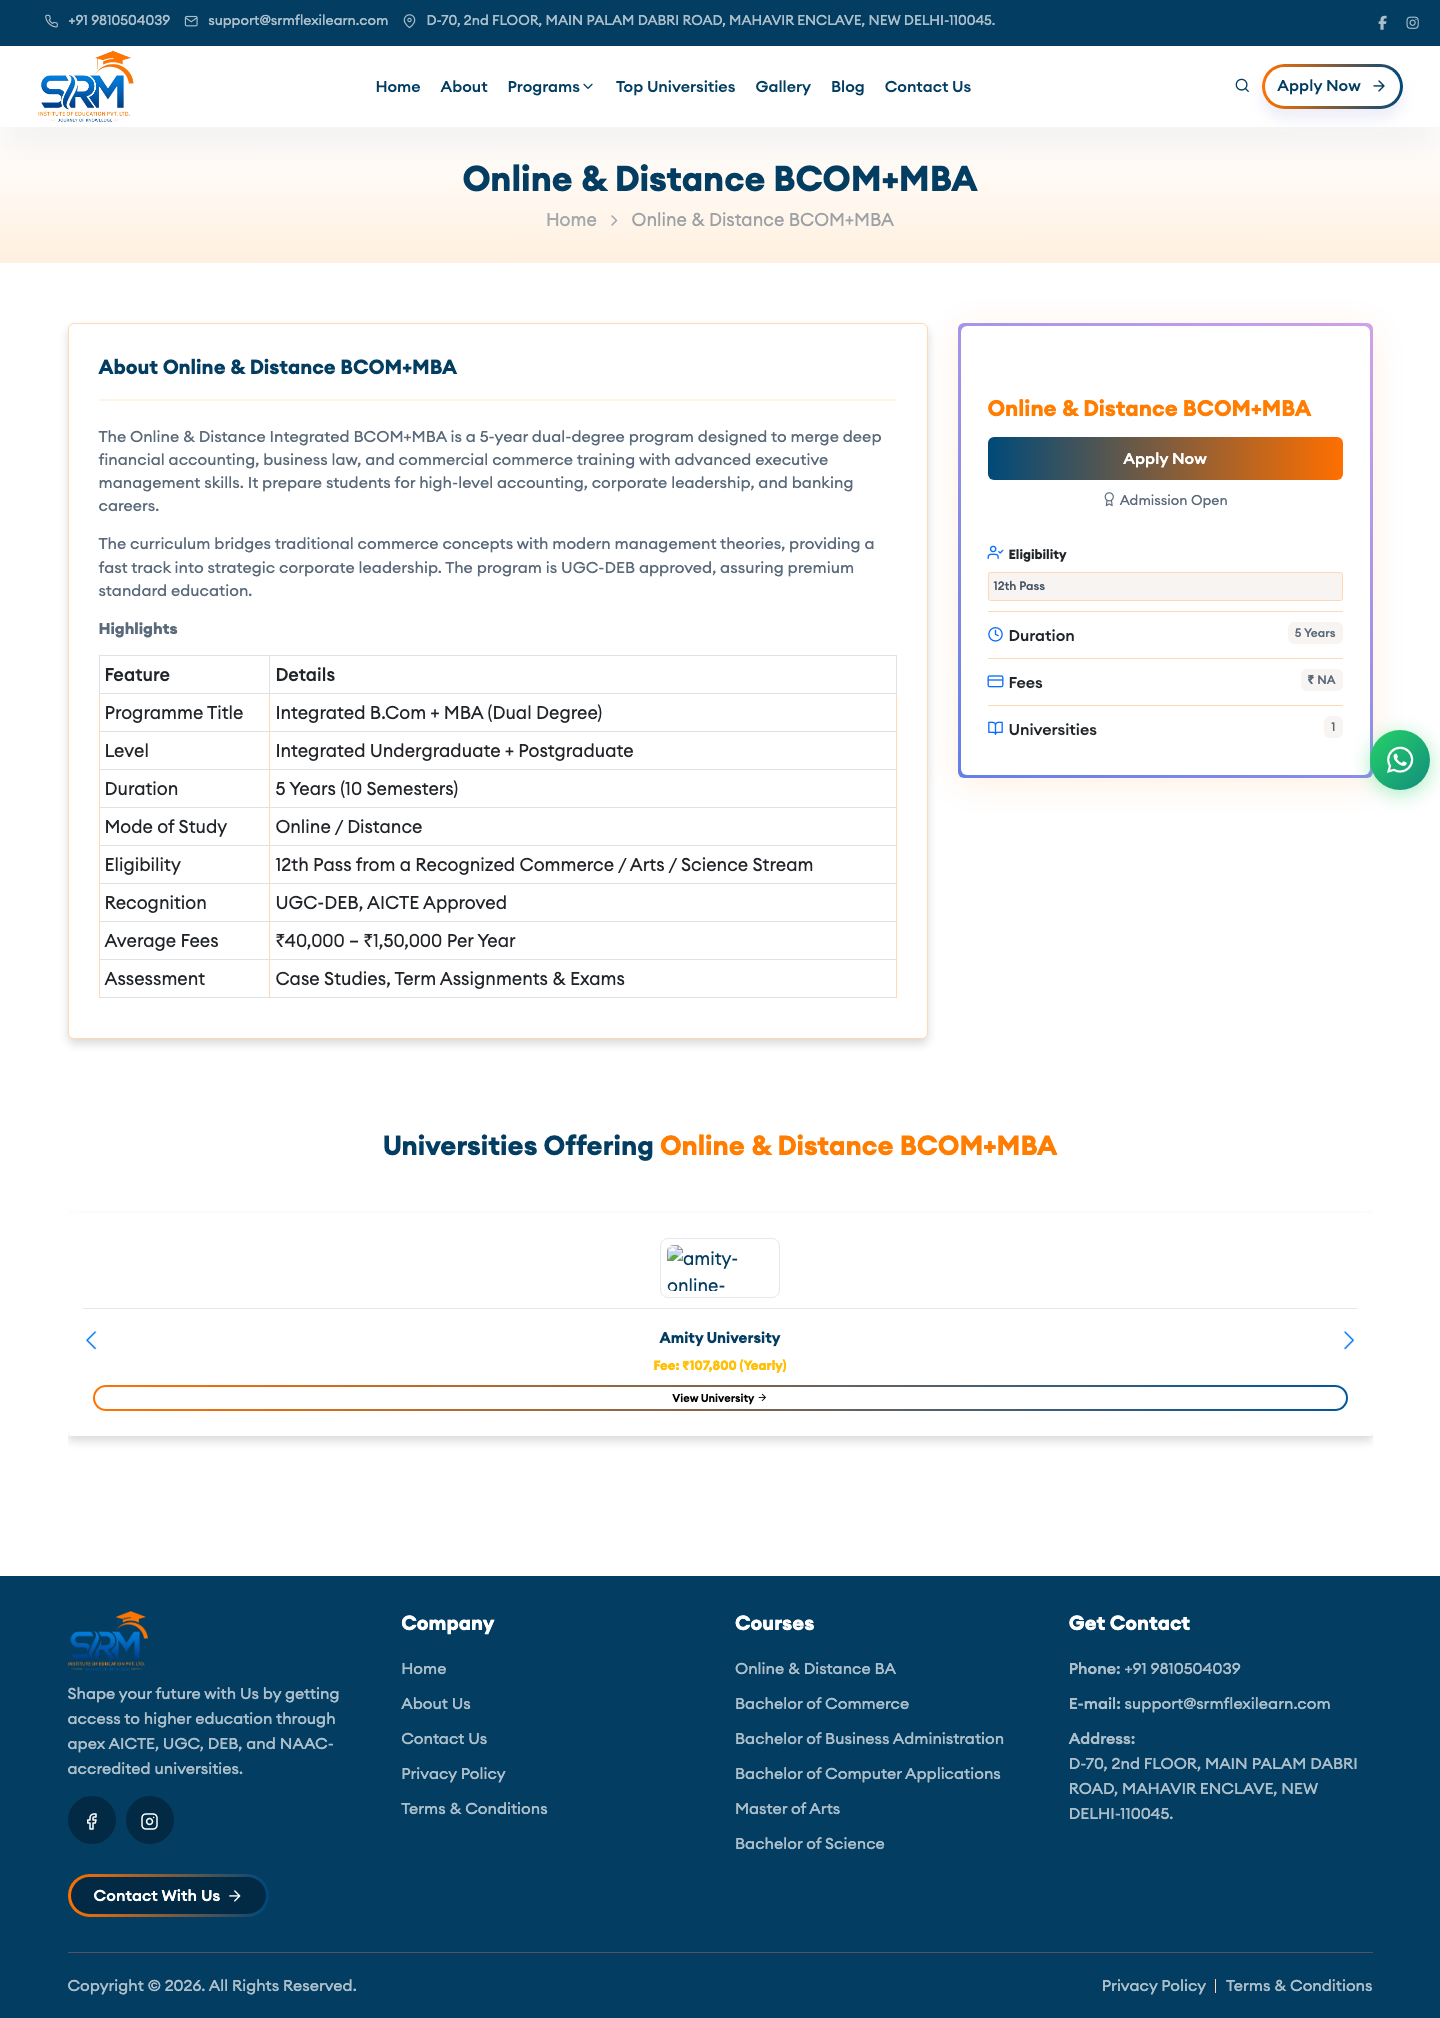 +91 9810504039 support@srmflexilearn.com D-70, 2nd FLOOR, MAIN PALAM DABRI ROAD, MAHAVIR ENCLAVE, NEW DELHI-110045.
SRM
INSTITUTE OF EDUCATION PVT. LTD.
JOURNEY OF KNOWLEDGE
Home About Programs Top Universities Gallery Blog Contact Us
Apply Now
Online & Distance BCOM+MBA
Home Online & Distance BCOM+MBA
About Online & Distance BCOM+MBA
The Online & Distance Integrated BCOM+MBA is a 5-year dual-degree program designed to merge deep
financial accounting, business law, and commercial commerce training with advanced executive
management skills. It prepare students for high-level accounting, corporate leadership, and banking
careers.
The curriculum bridges traditional commerce concepts with modern management theories, providing a
fast track into strategic corporate leadership. The program is UGC-DEB approved, assuring premium
standard education.
Highlights
Feature Details
Programme Title Integrated B.Com + MBA (Dual Degree)
Level Integrated Undergraduate + Postgraduate
Duration 5 Years (10 Semesters)
Mode of Study Online / Distance
Eligibility 12th Pass from a Recognized Commerce / Arts / Science Stream
Recognition UGC-DEB, AICTE Approved
Average Fees ₹40,000 – ₹1,50,000 Per Year
Assessment Case Studies, Term Assignments & Exams
Online & Distance BCOM+MBA
Apply Now
Admission Open
Eligibility
12th Pass
Duration 5 Years
Fees ₹ NA
Universities 1
Universities Offering Online & Distance BCOM+MBA
amity-
online-
Amity University
Fee: ₹107,800 (Yearly)
View University
SRM
INSTITUTE OF EDUCATION PVT. LTD.
Shape your future with Us by getting
access to higher education through
apex AICTE, UGC, DEB, and NAAC-
accredited universities.
Contact With Us
Company
Home
About Us
Contact Us
Privacy Policy
Terms & Conditions
Courses
Online & Distance BA
Bachelor of Commerce
Bachelor of Business Administration
Bachelor of Computer Applications
Master of Arts
Bachelor of Science
Get Contact
Phone: +91 9810504039
E-mail: support@srmflexilearn.com
Address:
D-70, 2nd FLOOR, MAIN PALAM DABRI
ROAD, MAHAVIR ENCLAVE, NEW
DELHI-110045.
Copyright © 2026. All Rights Reserved.
Privacy Policy | Terms & Conditions